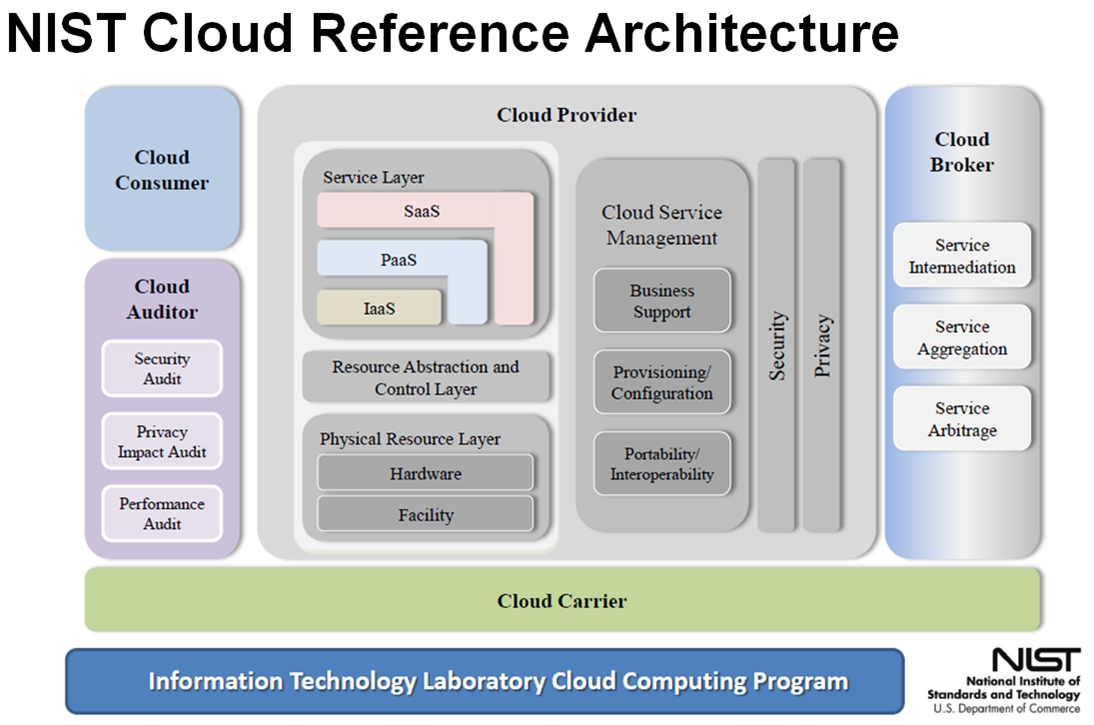 NIST Cloud Reference Architecture
Cloud
Consumer
Cloud
Auditor
Security
Audit
Privacy
Impact Audit
Performance
Audit
Cloud Provider
Service Layer
SaaS
PaaS
IaaS
Resource Abstraction and
Control Layer
Physical Resource Layer
Hardware
Facility
Cloud Service
Management
Business
Support
Provisioning/
Configuration
Portability/
Interoperability
Security
Privacy
Cloud
Broker
Service
Intermediation
Service
Aggregation
Service
Arbitrage
Cloud Carrier
Information Technology Laboratory Cloud Computing Program
NIST
National Institute of
Standards and Technology
U.S. Department of Commerce